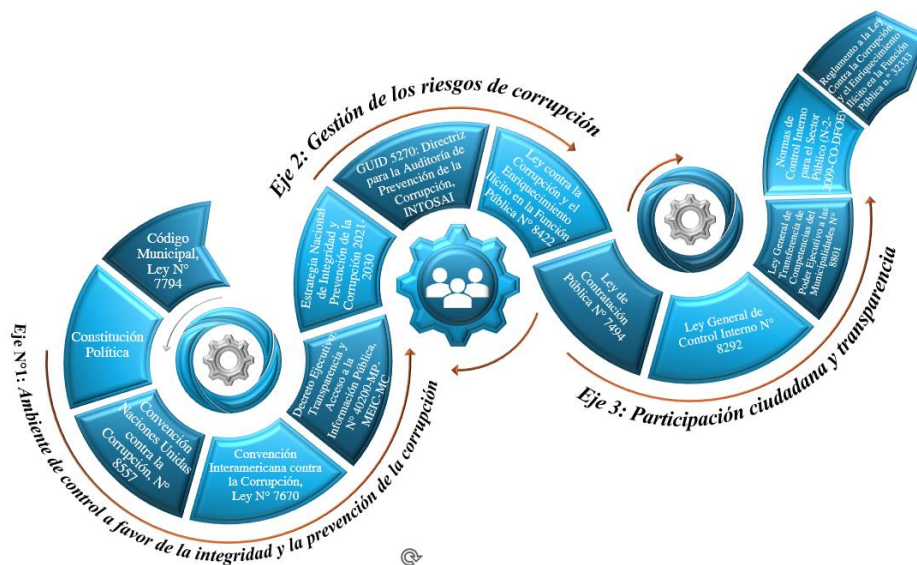 Código
Municipal,
Ley N°
7794
Constitución
Política
Convención
Naciones Unidas
contra la
Corrupción, N°
8557
Convención
Interamericana contra
la Corrupción,
Ley N° 7670
Decreto Ejecutivo
Transparencia y
Acceso a la
Información Pública,
N° 40200-MP-
MEIC-MC
Eje N°1: Ambiente de control a favor de la integridad y la prevención de la corrupción
Estrategia Nacional
de Integridad y
Prevención de la
Corrupción 2021-
2030
GUID 5270: Directriz
para la Auditoría de
Prevención de la
Corrupción,
INTOSAI
Ley contra la
Corrupción y el
Enriquecimiento
Ilícito en la Función
Pública N° 8422
Eje 2: Gestión de los riesgos de corrupción
Ley de
Contratación
Pública N° 7494
Ley General de
Control Interno N°
8292
Ley General de
Transferencia de
Competencias del
Poder Ejecutivo a las
Municipalidades N°
8801
Normas de
Control Interno
para el Sector
Público (N-2-
2009-CO-DFOE)
Reglamento a la Ley
Contra la Corrupción
y el Enriquecimiento
Ilícito en la Función
Pública n.° 32333
Eje 3: Participación ciudadana y transparencia